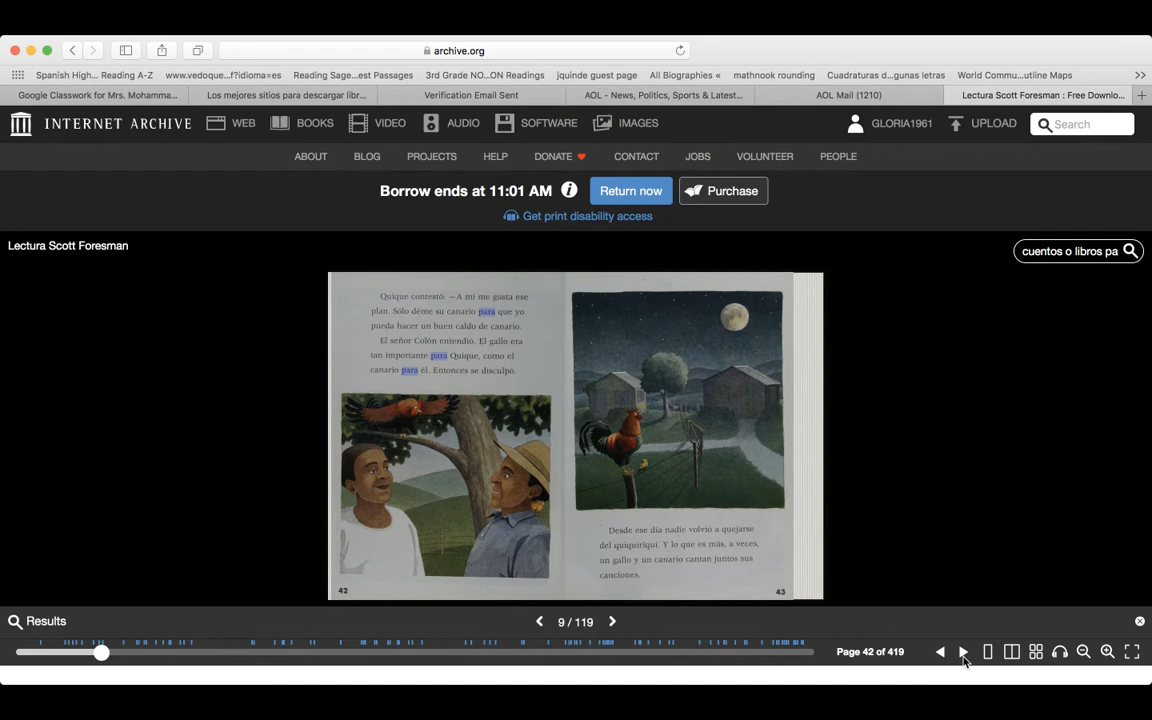 archive.org
Spanish High... Reading A-Z
www.vedoque...f?idioma=es
Reading Sage...est Passages
3rd Grade NO...ON Readings
jquinde guest page
All Biographies «
mathnook rounding
Cuadraturas d...gunas letras
World Commu...utline Maps
>>
Google Classwork for Mrs. Mohamma...
Los mejores sitios para descargar libr...
Verification Email Sent
AOL - News, Politics, Sports & Latest...
AOL Mail (1210)
Lectura Scott Foresman : Free Downlo...
+
INTERNET ARCHIVE
WEB
BOOKS
VIDEO
AUDIO
SOFTWARE
IMAGES
GLORIA1961
UPLOAD
Search
ABOUT
BLOG
PROJECTS
HELP
DONATE
CONTACT
JOBS
VOLUNTEER
PEOPLE
Borrow ends at 11:01 AM
Return now
Purchase
Get print disability access
Lectura Scott Foresman
cuentos o libros pa
Quique contestó: —A mí me gusta ese
plan. Sólo déme su canario para que yo
pueda hacer un buen caldo de canario.
El señor Colón entendió. El gallo era
tan importante para Quique, como el
canario para él. Entonces se disculpó.
42
Desde ese día nadie volvió a quejarse
del quiquiriquí. Y lo que es más, a veces,
un gallo y un canario cantan juntos sus
canciones.
43
Results
9 / 119
Page 42 of 419